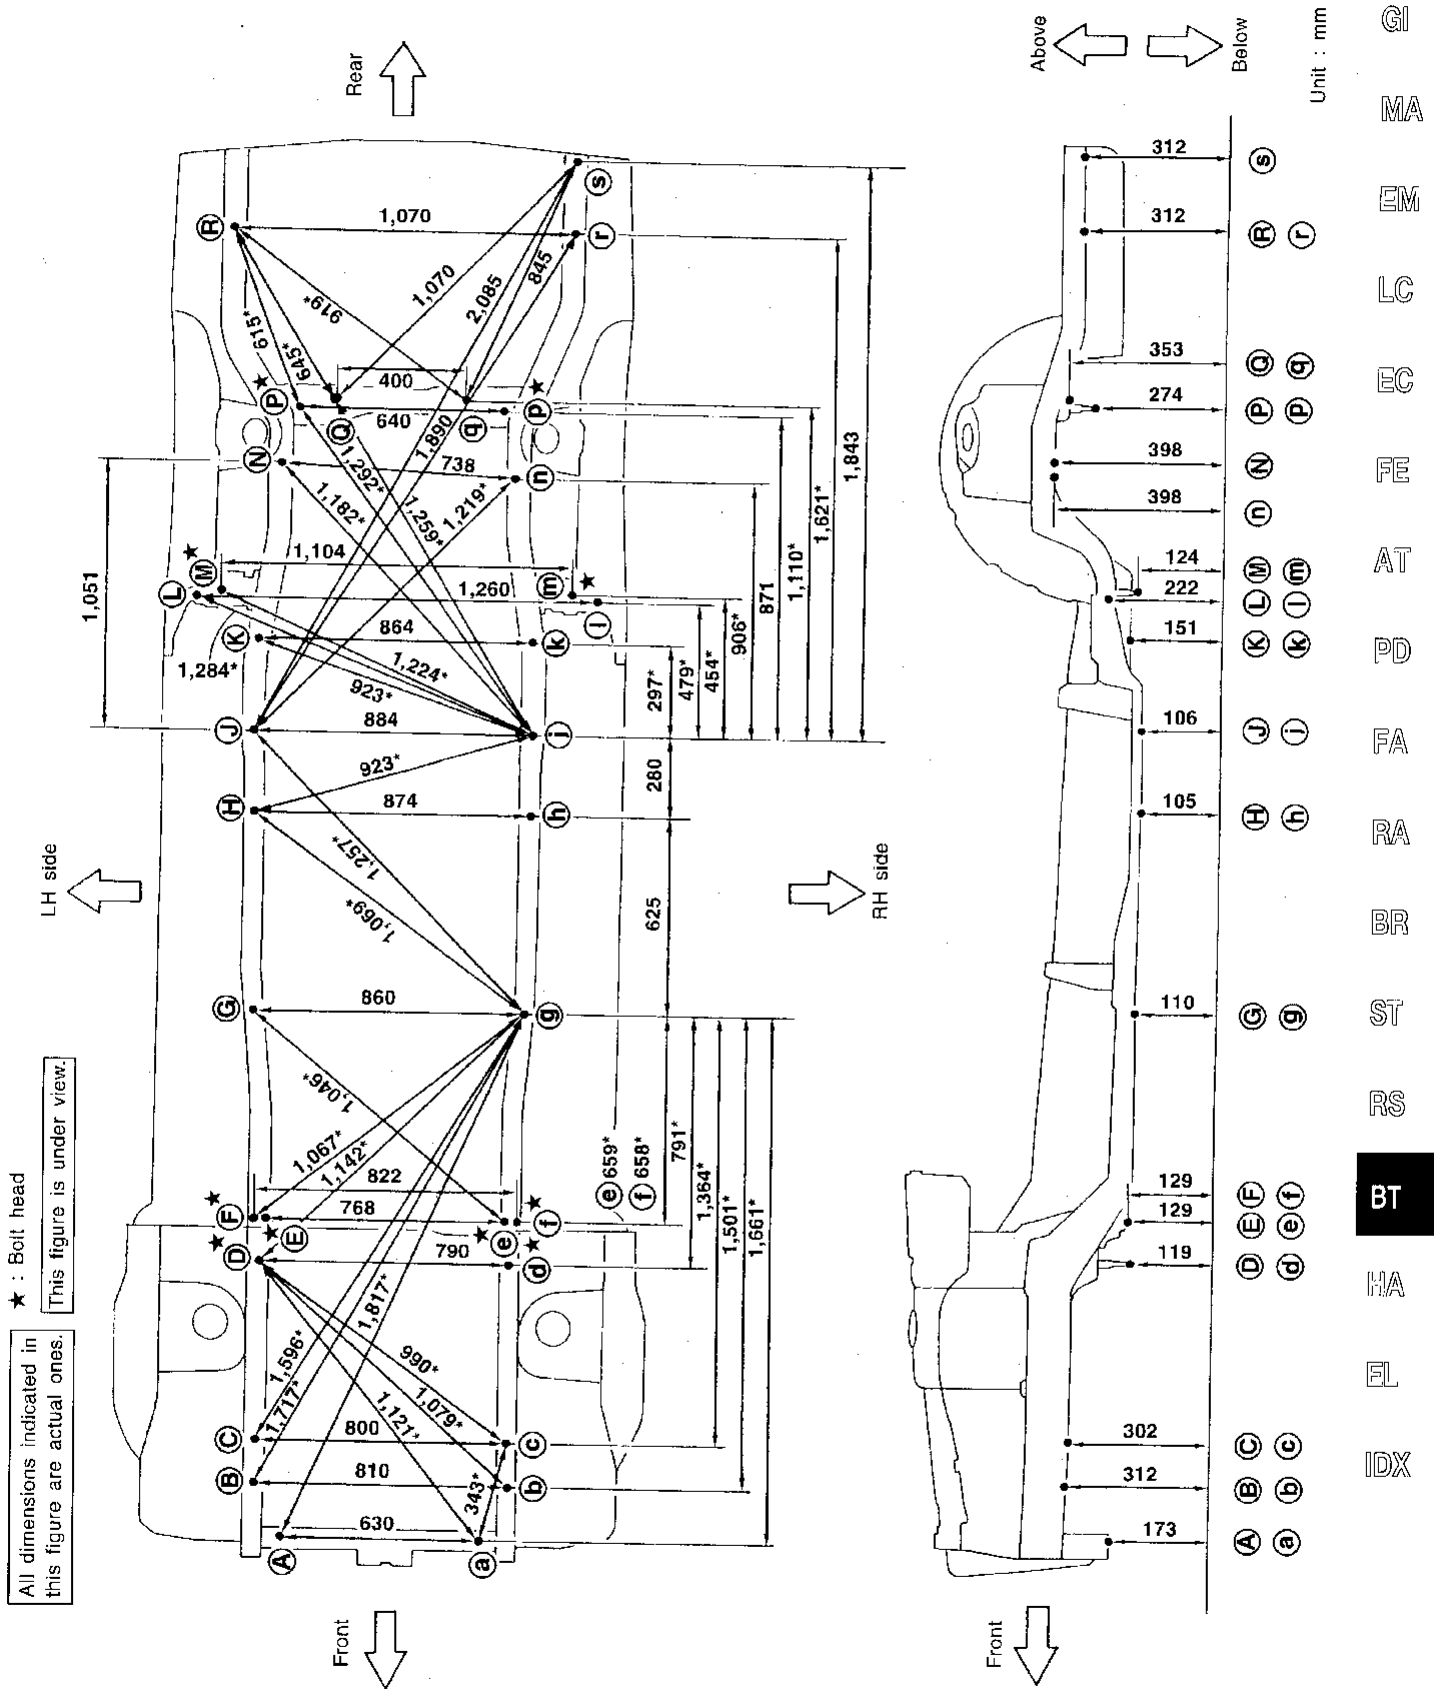 GI
MA
EM
LC
EC
FE
AT
PD
FA
RA
BR
ST
RS
BT
HA
EL
IDX
All dimensions indicated in
this figure are actual ones.
★ : Bolt head
This figure is under view.
LH side
RH side
Front
Rear
R
1,070
r
s
1,070
2,085
845
919*
615*
645*
400
P ★
Q
640
q
p ★
1,890
N
738
n
1,292*
1,182*
1,259*
1,219*
1,051
L
M ★
1,104
1,260
m ★
l
K
864
k
1,284*
1,224*
923*
J
884
j
923*
H
874
h
1,257*
1,069*
G
860
g
1,046*
1,067*
1,142*
822
F ★
768
f ★
E ★
e ★
D ★
790
d ★
1,817*
1,596*
1,717*
990*
1,079*
1,121*
C
800
c
B
810
b
343*
A
630
a
1,843
1,621*
1,110*
871
906*
454*
479*
297*
280
625
e 659*
f 658*
791*
1,364*
1,501*
1,661*
Above
Below
Unit : mm
Front
312
s
312
R r
353
Q q
274
P p
398
N
398
n
124
M m
222
L l
151
K k
106
J j
105
H h
110
G g
129
F f
129
E e
119
D d
302
C c
312
B b
173
A a